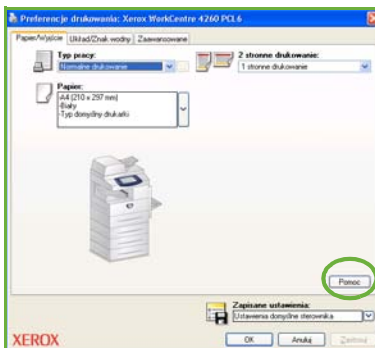 Preferencje drukowania: Xerox WorkCentre 4260 PCL 6
Papier/Wyjście Układ/Znak wodny Zaawansowane
Typ pracy:
Normalne drukowanie
2 stronne drukowanie:
1 stronne drukowanie
Papier:
-A4 (210 x 297 mm)
-Biały
-Typ domyślny drukarki
Pomoc
Zapisane ustawienia:
Ustawienia domyślne sterownika
XEROX
OK Anuluj Zastosuj